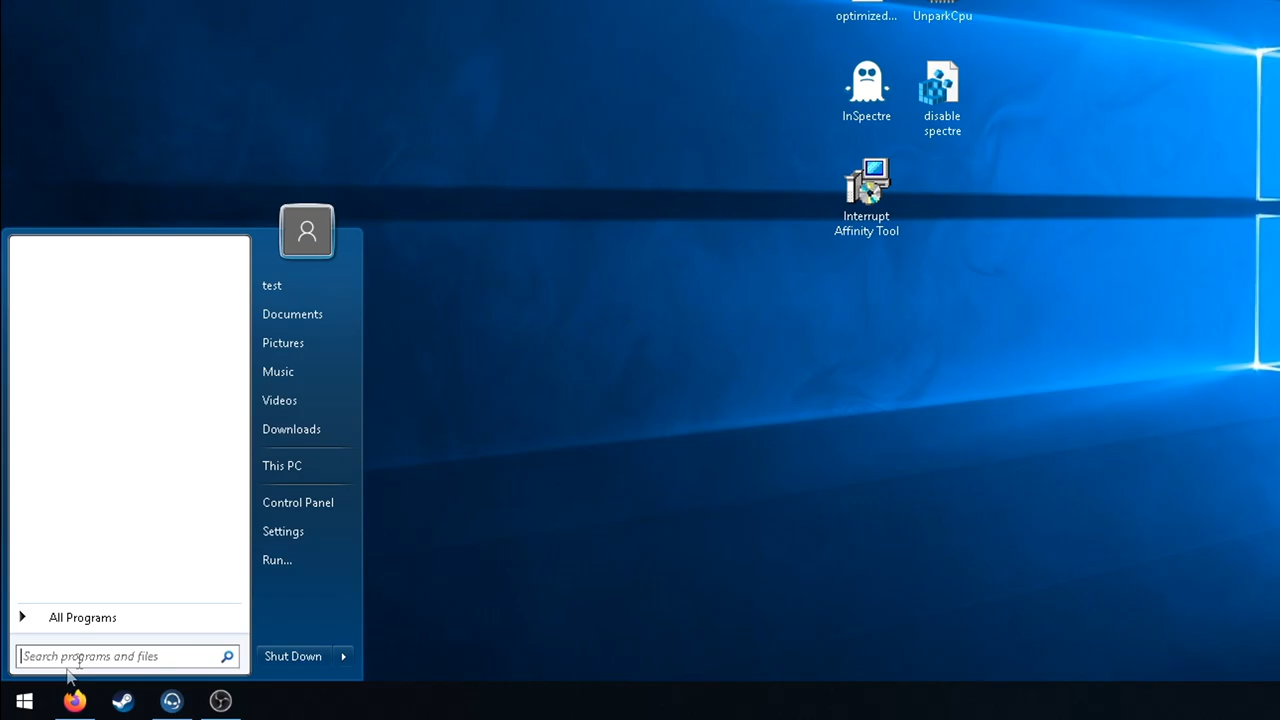 optimized...
UnparkCpu
InSpectre
disable
spectre
Interrupt
Affinity Tool
test
Documents
Pictures
Music
Videos
Downloads
This PC
Control Panel
Settings
Run...
All Programs
Search programs and files
Shut Down